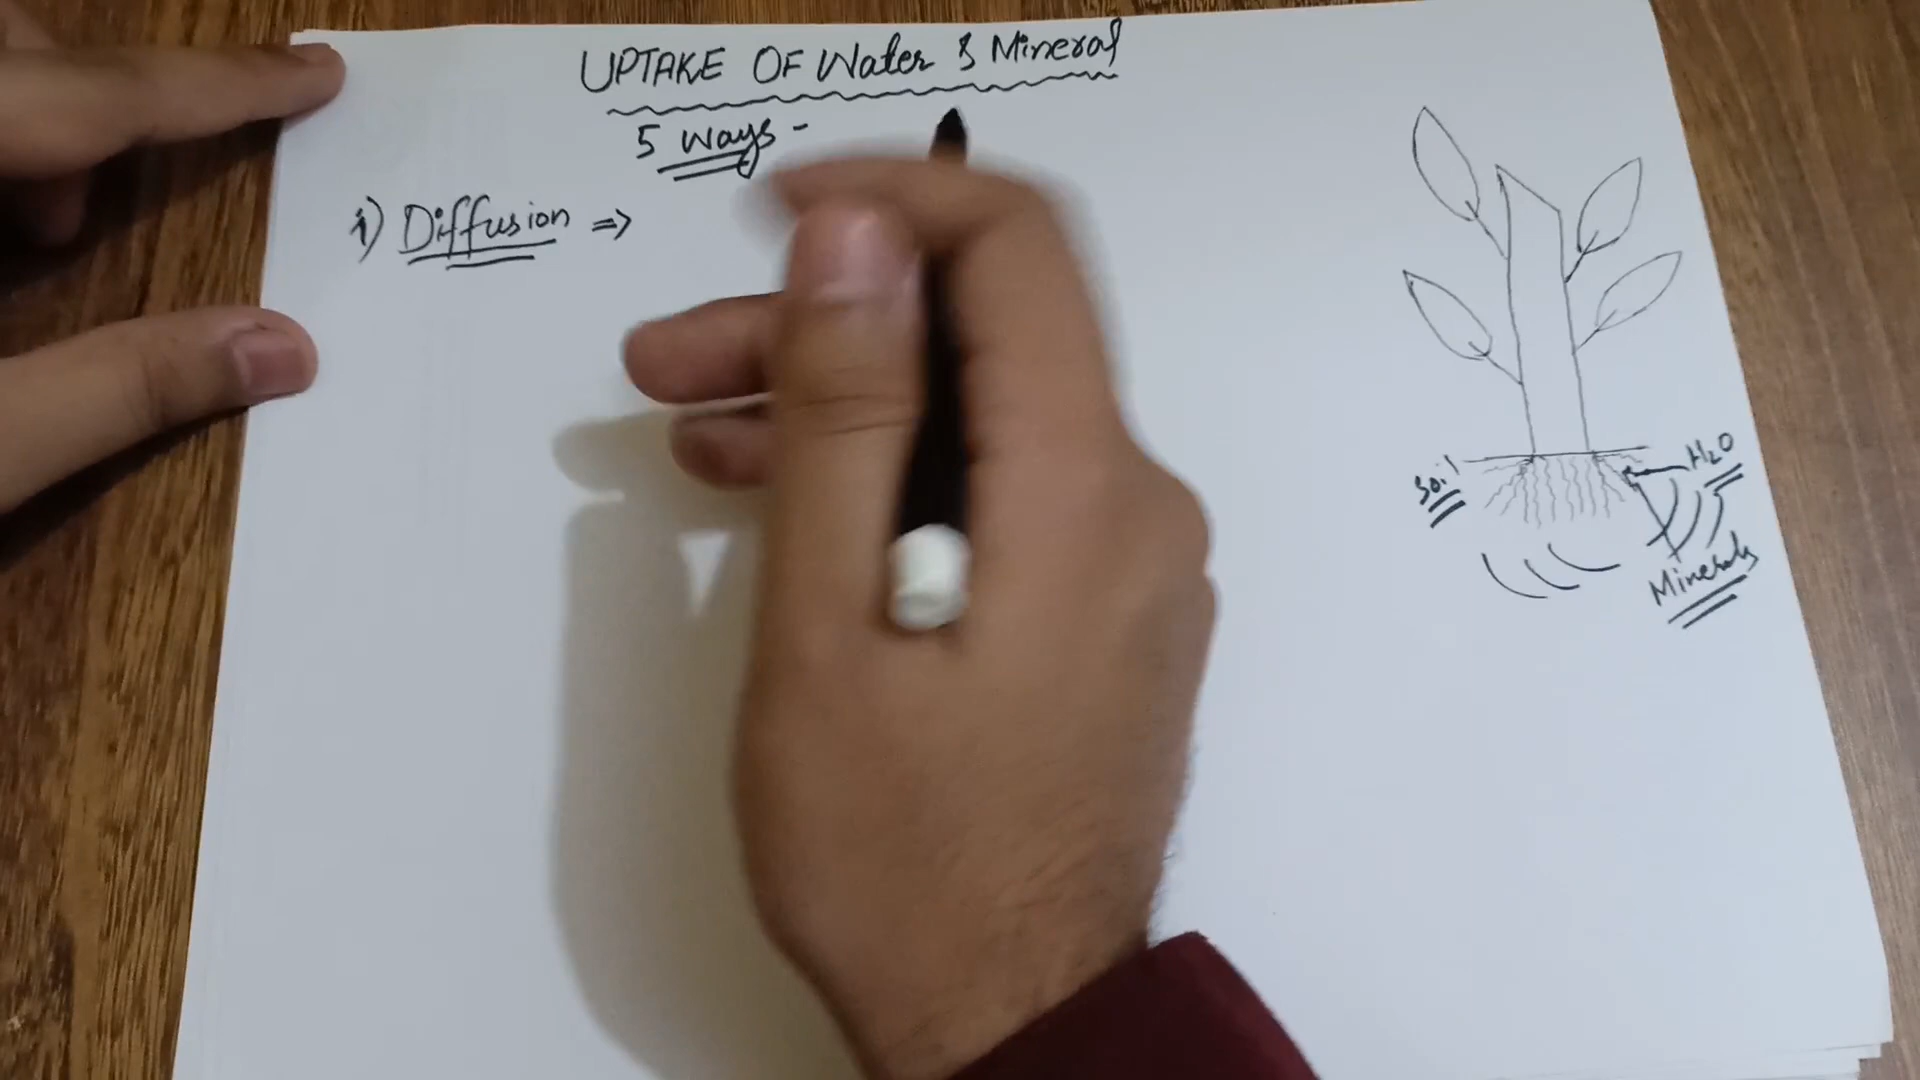 UPTAKE OF Water & Mineral
5 ways -
1) Diffusion =>
Soil
H2O
Minerals